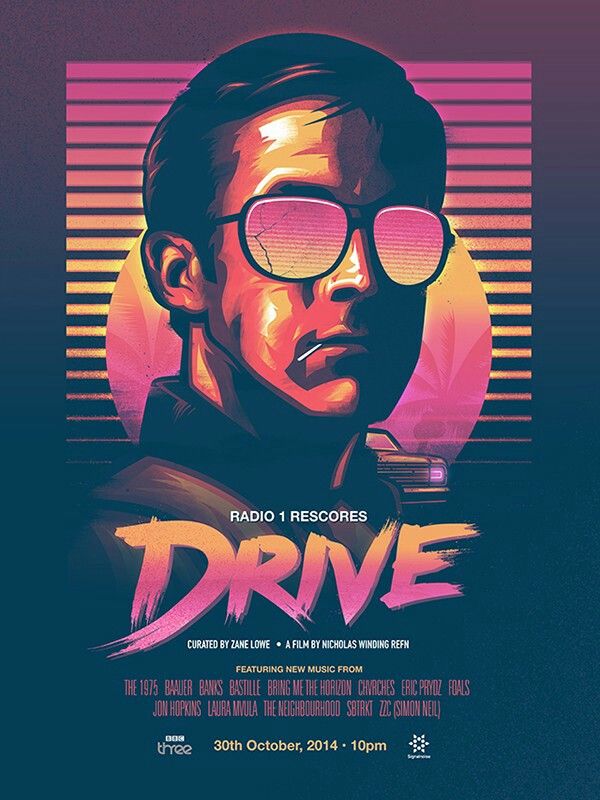 RADIO 1 RESCORES
DRIVE
CURATED BY ZANE LOWE • A FILM BY NICHOLAS WINDING REFN
FEATURING NEW MUSIC FROM
THE 1975 BAAUER BANKS BASTILLE BRING ME THE HORIZON CHVRCHES ERIC PRYDZ FOALS
JON HOPKINS LAURA MVULA THE NEIGHBOURHOOD SBTRKT ZZC (SIMON NEIL)
BBC
three
30th October, 2014 • 10pm
Signalnoise